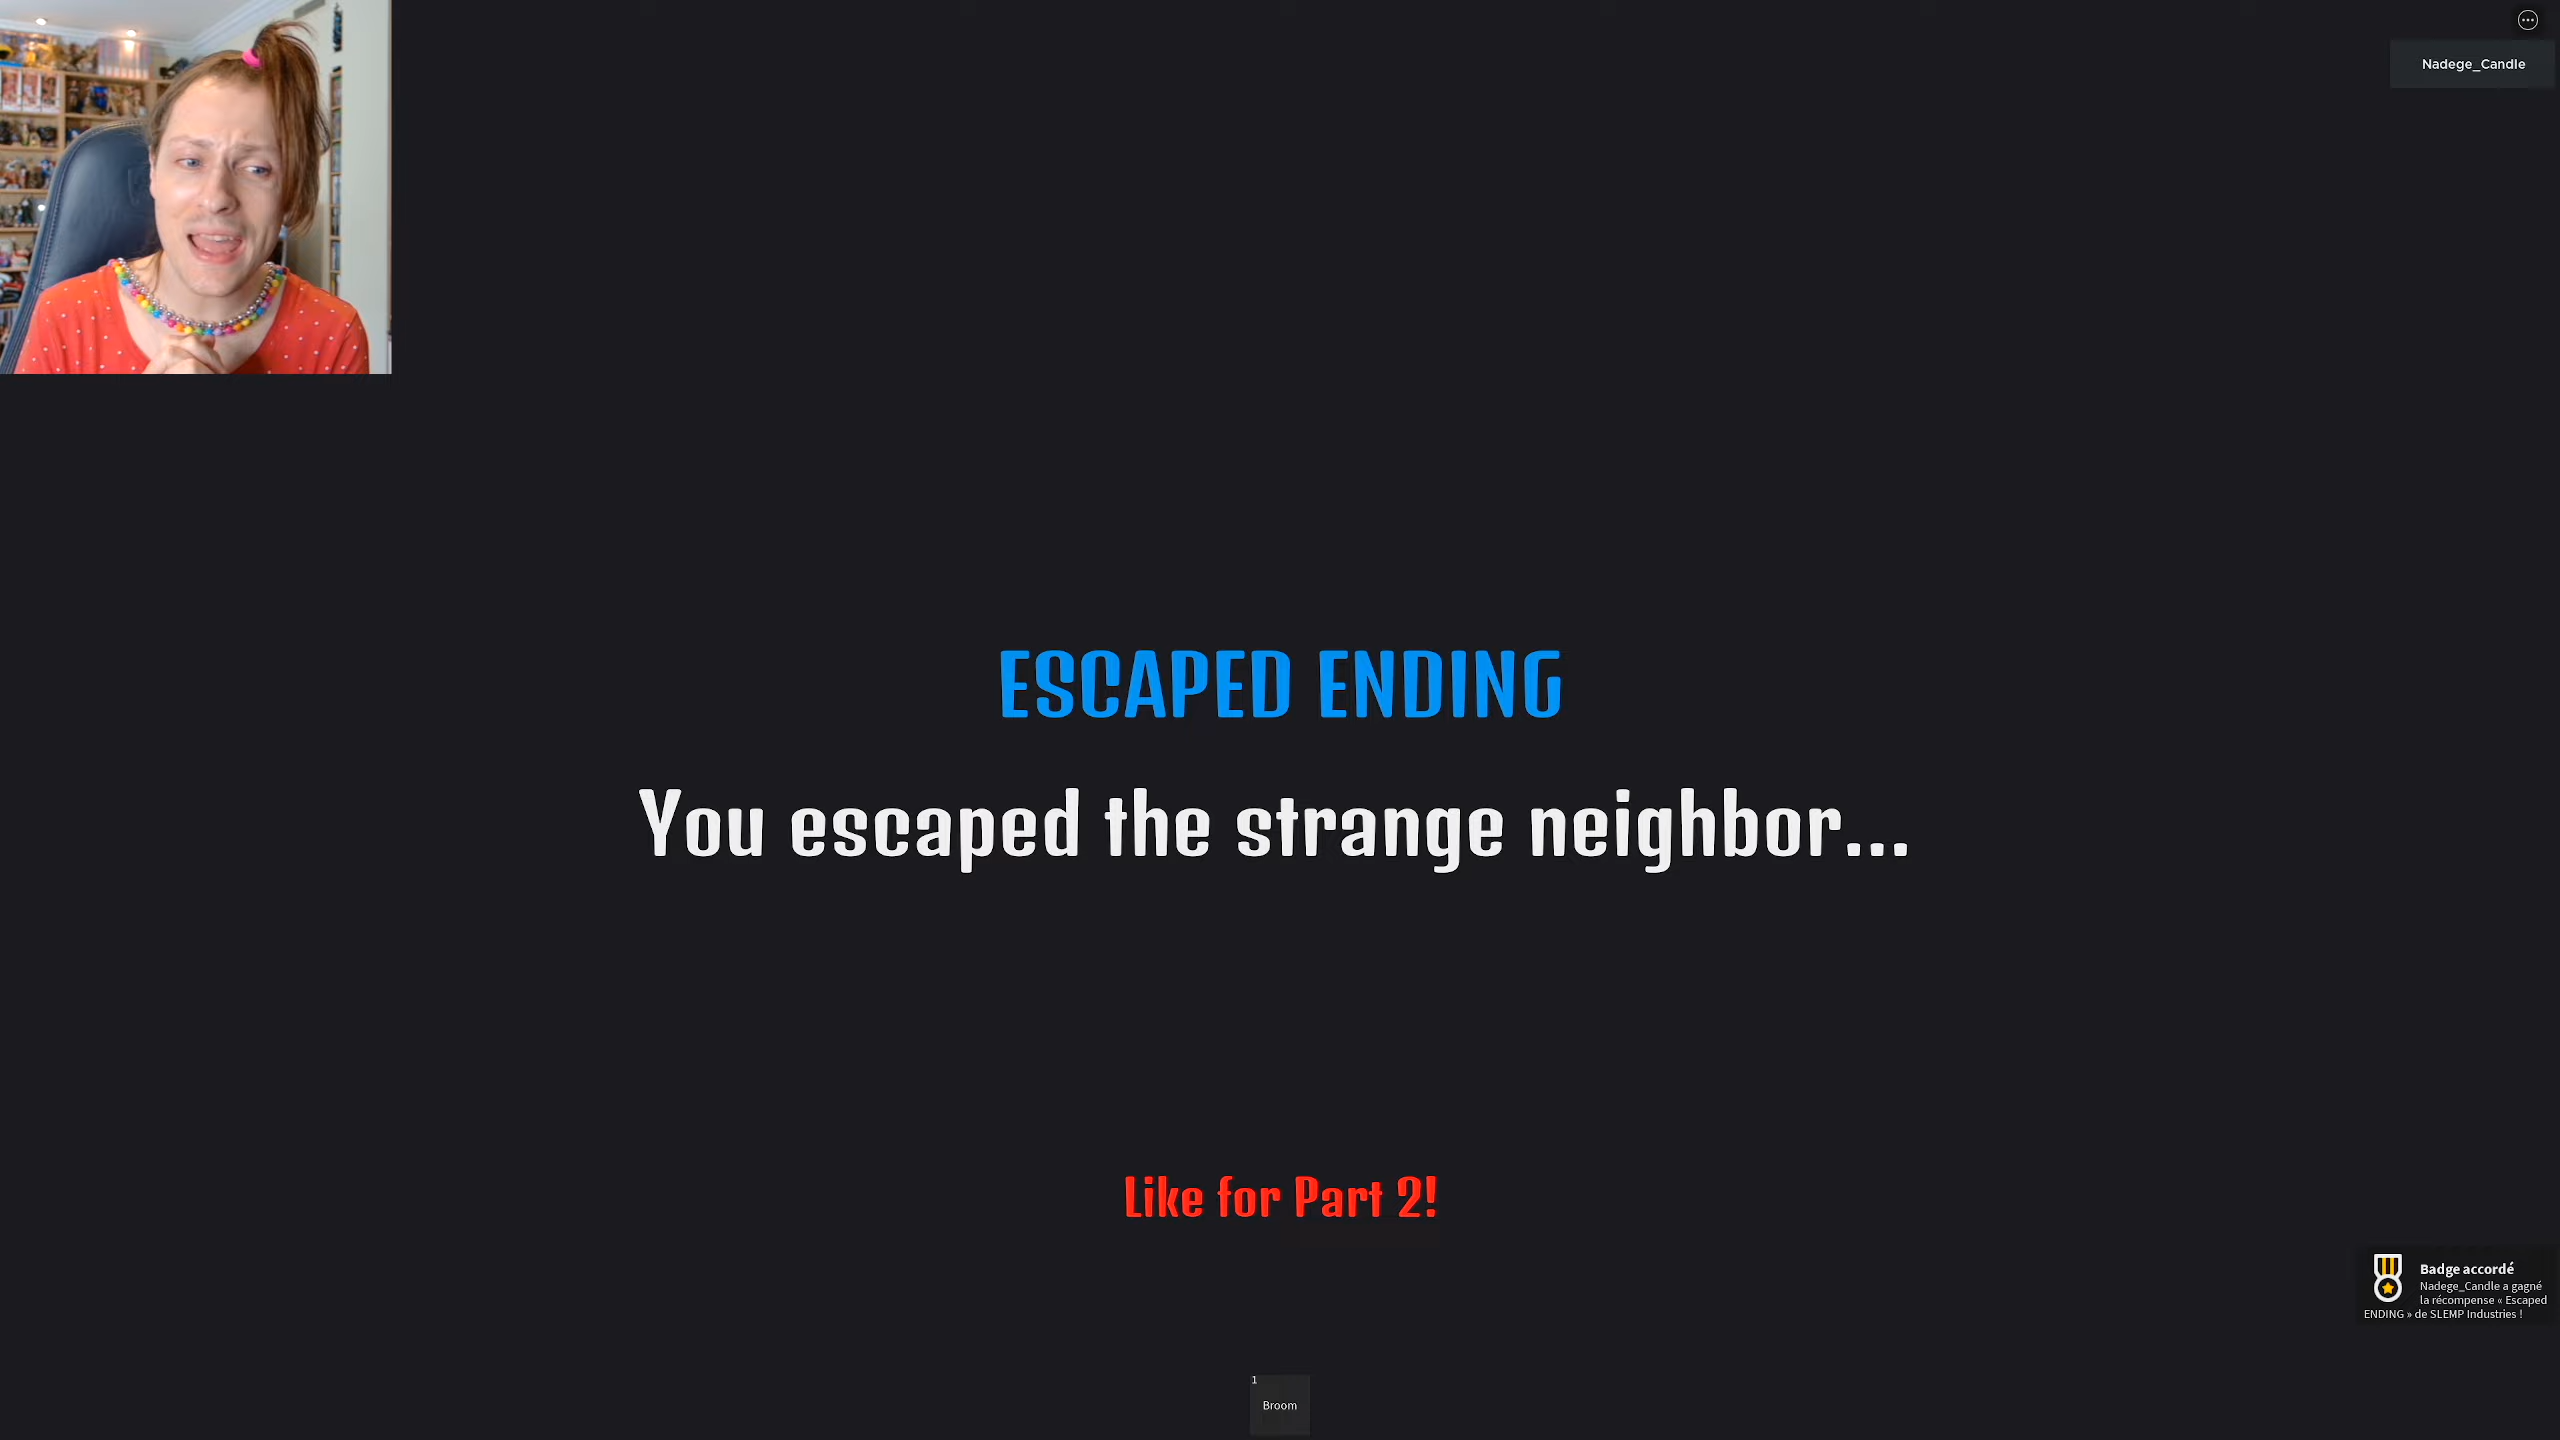 Nadege_Candle
ESCAPED ENDING
You escaped the strange neighbor...
Like for Part 2!
Badge accordé
Nadege_Candle a gagné
la récompense « Escaped
ENDING » de SLEMP Industries !
1
Broom